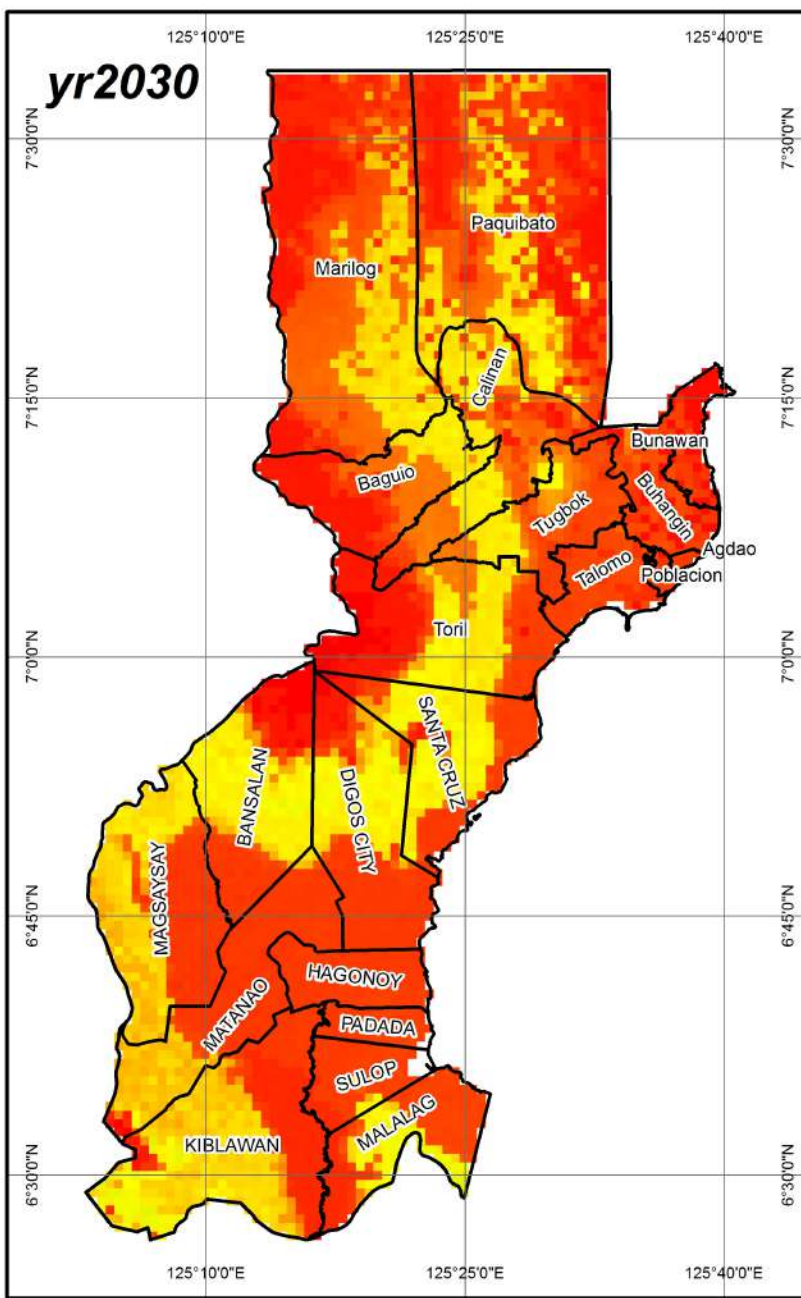 125°10'0"E
125°25'0"E
125°40'0"E
yr2030
7°30'0"N
7°30'0"N
Paquibato
Marilog
Calinan
7°15'0"N
7°15'0"N
Bunawan
Baguio
Buhangin
Tugbok
Agdao
Talomo
Poblacion
Toril
7°0'0"N
7°0'0"N
SANTA CRUZ
BANSALAN
DIGOS CITY
MAGSAYSAY
6°45'0"N
6°45'0"N
HAGONOY
MATANAO
PADADA
SULOP
MALALAG
KIBLAWAN
6°30'0"N
6°30'0"N
125°10'0"E
125°25'0"E
125°40'0"E